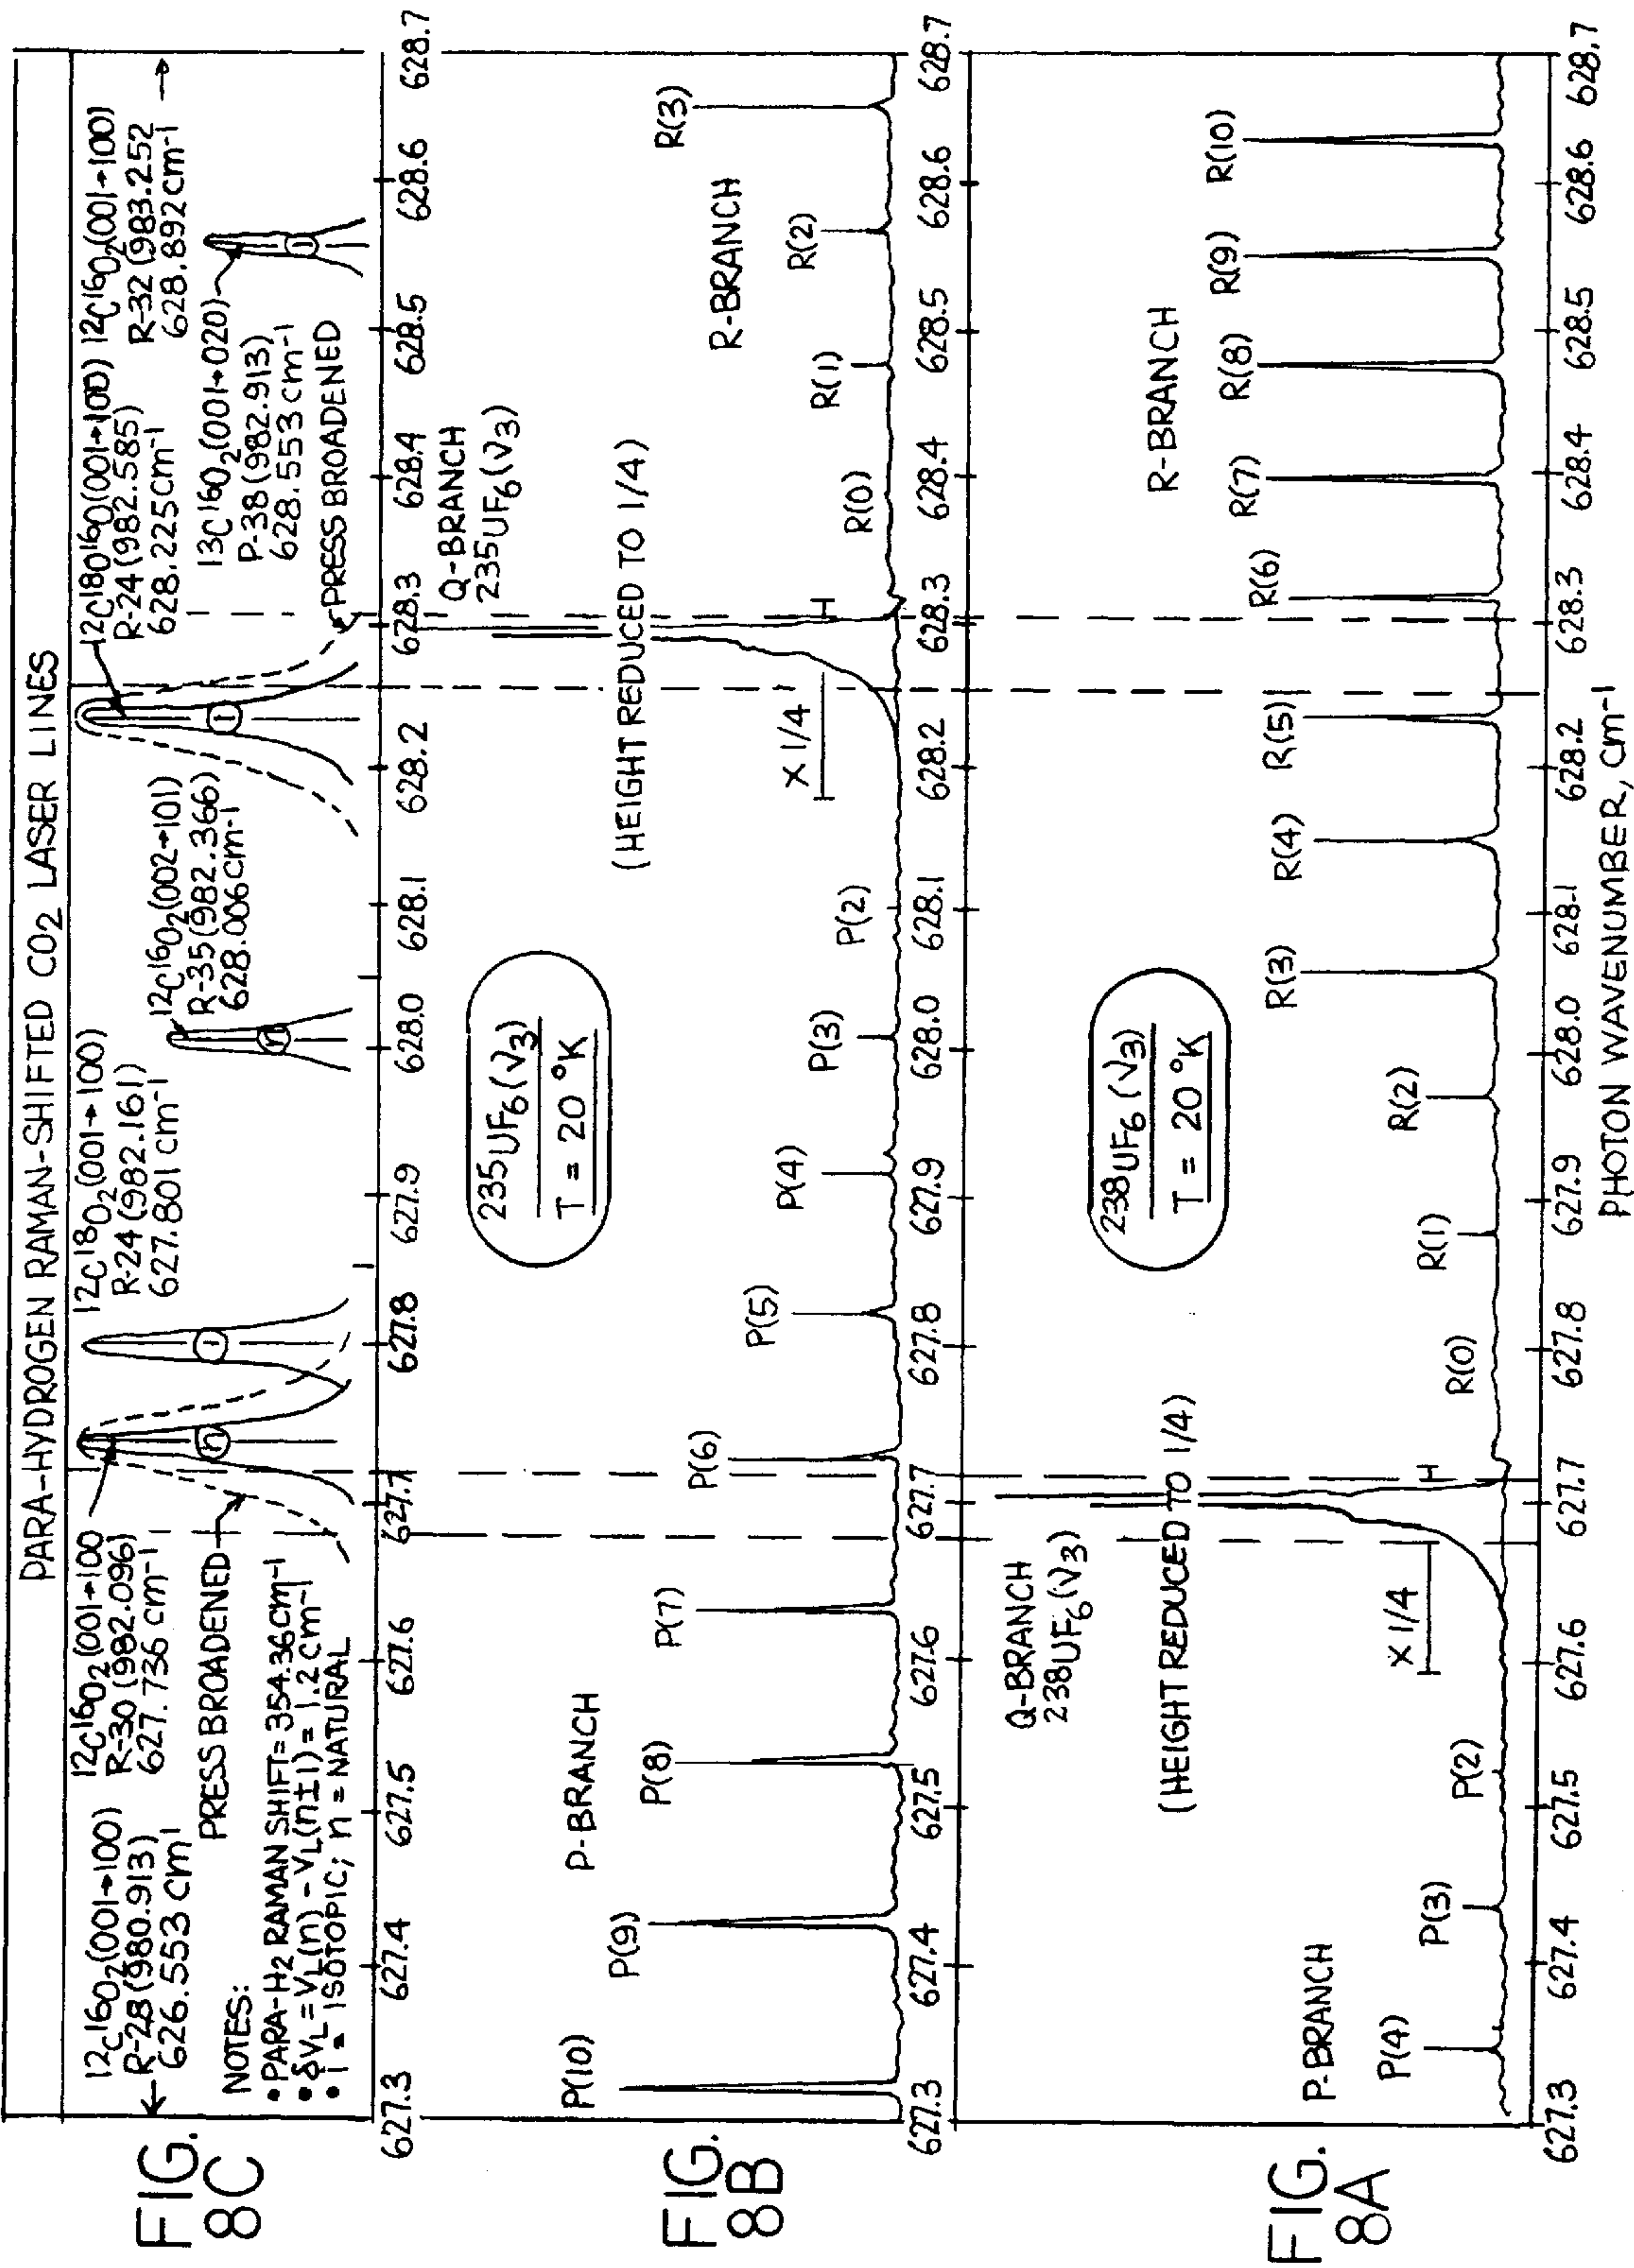 PARA-HYDROGEN RAMAN-SHIFTED CO2 LASER LINES
12C16O2(001→100)
R-28(980.913)
626.553 cm-1
12C16O2(001→100
R-30(982.096)
627.736 cm-1
PRESS BROADENED
12C18O2(001→100)
R-24(982.161)
627.801 cm-1
12C16O2(002→101)
R-35(982.366)
628.006 cm-1
12C18O16O(001→100)
R-24(982.585)
628.225 cm-1
13C16O2(001→020)
P-38(982.913)
628.553 cm-1
PRESS BROADENED
12C16O2(001→100)
R-32(983.252
628.892 cm-1
NOTES:
• PARA-H2 RAMAN SHIFT=354.36 cm-1
• δVL=VL(n)-VL(n±1)=1.2 cm-1
• i = ISOTOPIC; n = NATURAL
n
i
n
i
i
627.3 627.4 627.5 627.6 627.7 627.8 627.9 628.0 628.1 628.2 628.3 628.4 628.5 628.6 628.7
FIG.
8C
P(10)
P(9)
P(8)
P-BRANCH
P(7)
P(6)
P(5)
P(4)
P(3)
P(2)
235UF6(ν3)
T = 20 °K
X 1/4
(HEIGHT REDUCED TO 1/4)
Q-BRANCH
235UF6(ν3)
R(0)
R(1)
R-BRANCH
R(2)
R(3)
627.3 627.4 627.5 627.6 627.7 627.8 627.9 628.0 628.1 628.2 628.3 628.4 628.5 628.6 628.7
FIG.
8B
P-BRANCH
P(4)
P(3)
P(2)
Q-BRANCH
238UF6(ν3)
X 1/4
(HEIGHT REDUCED TO 1/4)
R(0)
R(1)
R(2)
238UF6(ν3)
T = 20 °K
R(3)
R(4)
R(5)
R(6)
R(7)
R-BRANCH
R(8)
R(9)
R(10)
627.3 627.4 627.5 627.6 627.7 627.8 627.9 628.0 628.1 628.2 628.3 628.4 628.5 628.6 628.7
PHOTON WAVENUMBER, cm-1
FIG.
8A